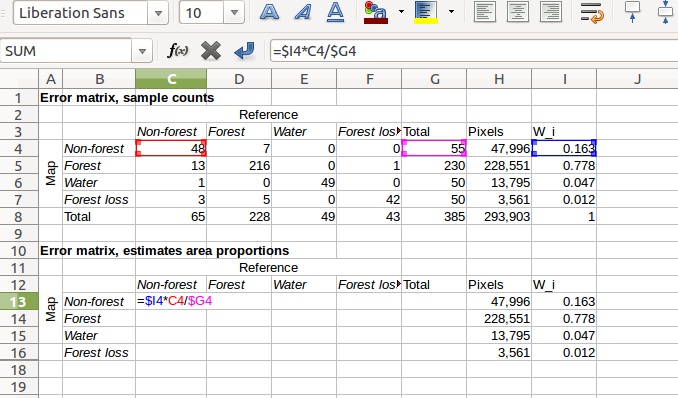 Liberation Sans 10
SUM =$I4*C4/$G4
A B C D E F G H I J
1 Error matrix, sample counts
2 Reference
3 Non-forest Forest Water Forest los Total Pixels W_i
4 Non-forest 48 7 0 0 55 47,996 0.163
5 Forest 13 216 0 1 230 228,551 0.778
6 Water 1 0 49 0 50 13,795 0.047
7 Forest loss 3 5 0 42 50 3,561 0.012
8 Total 65 228 49 43 385 293,903 1
Map
9
10 Error matrix, estimates area proportions
11 Reference
12 Non-forest Forest Water Forest los Total Pixels W_i
13 Non-forest =$I4*C4/$G4 47,996 0.163
14 Forest 228,551 0.778
15 Water 13,795 0.047
16 Forest loss 3,561 0.012
Map
18
19